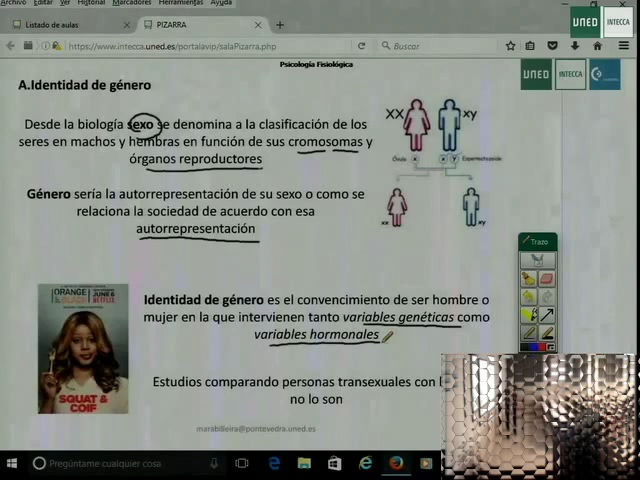 Marcadores Herramientas Ayuda
Listado de aulas
PIZARRA
https://www.intecca.uned.es/portalavip/salaPizarra.php
Buscar
UNED INTECCA
Psicología Fisiológica
UNED INTECCA
A.Identidad de género
Desde la biología sexo se denomina a la clasificación de los
seres en machos y hembras en función de sus cromosomas y
órganos reproductores
XX xy
Óvulo x x y Espermatozoide
xx xy
Género sería la autorrepresentación de su sexo o como se
relaciona la sociedad de acuerdo con esa
autorrepresentación
Trazo
ORANGE
BLACK
JUNE 6
NETFLIX
SQUAT &
COIF
Identidad de género es el convencimiento de ser hombre o
mujer en la que intervienen tanto variables genéticas como
variables hormonales
Estudios comparando personas transexuales con
no lo son
marabilleira@pontevedra.uned.es
Pregúntame cualquier cosa